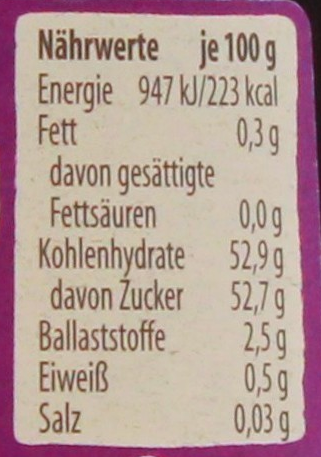 Nährwerte je 100 g
Energie 947 kJ/223 kcal
Fett 0,3 g
davon gesättigte
Fettsäuren 0,0 g
Kohlenhydrate 52,9 g
davon Zucker 52,7 g
Ballaststoffe 2,5 g
Eiweiß 0,5 g
Salz 0,03 g